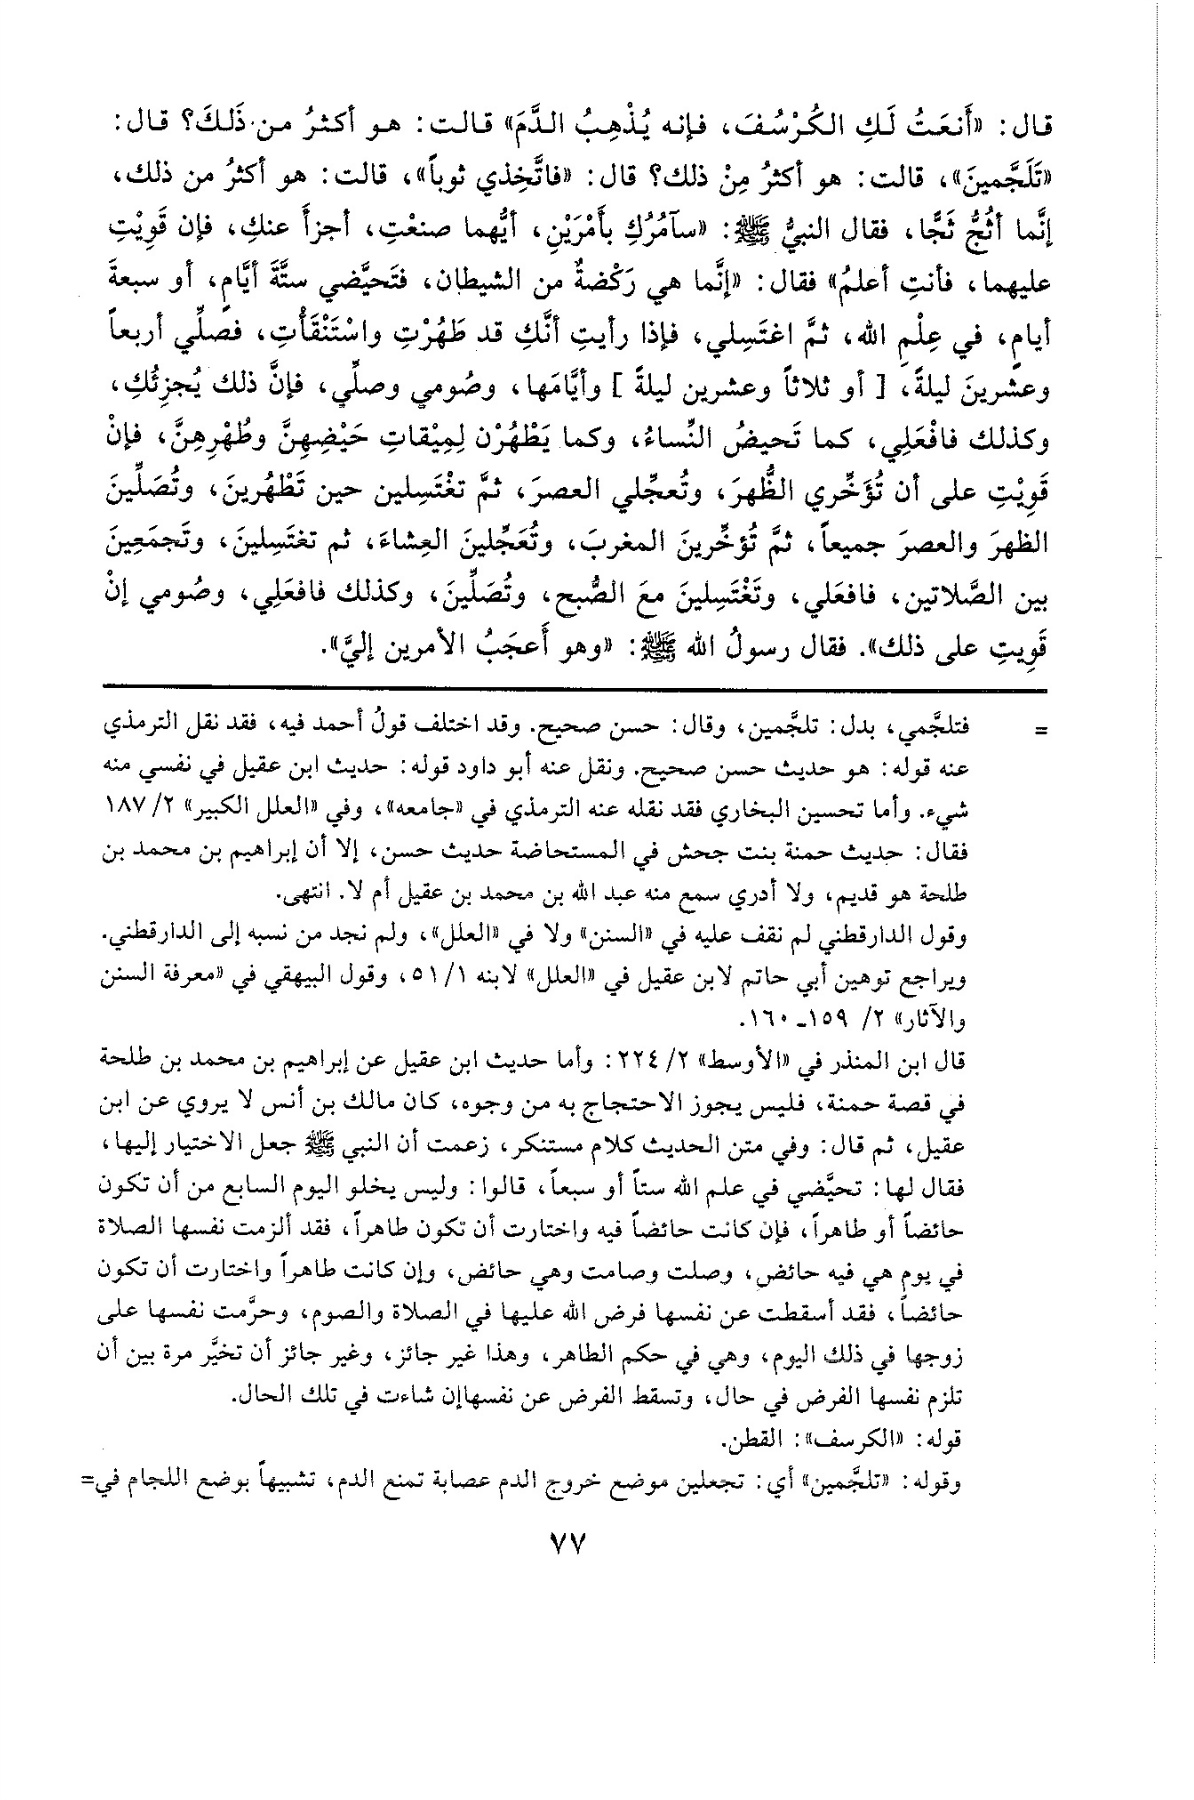 قال: «أَنعَتُ لَكِ الكُرْسُفَ، فإنه يُذْهِبُ الدَّمَ» قالت: هو أكثرُ من ذَلكَ؟ قال:
«تَلَجَّمينَ»، قالت: هو أكثرُ مِنْ ذلك؟ قال: «فاتَّخِذي ثوباً»، قالت: هو أكثرُ من ذلك،
إنَّما أثُجُّ ثَجًّا، فقال النبيُّ ﷺ: «سآمُرُكِ بأَمْرَيْنِ، أيُّهما صنعْتِ، أجزأَ عنكِ، فإن قَوِيْتِ
عليهما، فأنتِ أعلمُ» فقال: «إنَّما هي رَكْضةٌ من الشيطان، فتَحيَّضي ستَّةَ أيَّامٍ، أو سبعةَ
أيامٍ، في عِلْمِ الله، ثمَّ اغتَسِلي، فإذا رأيتِ أنَّكِ قد طَهُرْتِ واسْتَنْقَأْتِ، فصلِّي أربعاً
وعشرينَ ليلةً، [ أو ثلاثاً وعشرين ليلةً ] وأيَّامَها، وصُومي وصلِّي، فإنَّ ذلك يُجزِئُكِ،
وكذلك فافْعَلِي، كما تَحيضُ النِّساءُ، وكما يَطْهُرْن لِمِيْقاتِ حَيْضِهِنَّ وطُهْرِهِنَّ، فإنْ
قَوِيْتِ على أن تُؤَخِّري الظُّهرَ، وتُعجِّلي العصرَ، ثمَّ تغْتَسِلين حين تَطْهُرينَ، وتُصَلِّينَ
الظهرَ والعصرَ جميعاً، ثمَّ تُؤخِّرينَ المغربَ، وتُعَجِّلينَ العِشاءَ، ثم تغتَسِلينَ، وتَجمَعِينَ
بين الصَّلاتين، فافعَلي، وتَغْتَسِلينَ معَ الصُّبح، وتُصَلِّينَ، وكذلك فافعَلِي، وصُومي إنْ
قَوِيتِ على ذلك». فقال رسولُ الله ﷺ: «وهو أَعجَبُ الأمرين إليَّ».
= فتلجَّمي، بدل: تلجَّمين، وقال: حسن صحيح. وقد اختلف قولُ أحمد فيه، فقد نقل الترمذي
عنه قوله: هو حديث حسن صحيح. ونقل عنه أبو داود قوله: حديث ابن عقيل في نفسي منه
شيء. وأما تحسين البخاري فقد نقله عنه الترمذي في «جامعه»، وفي «العلل الكبير» ٢/ ١٨٧
فقال: حديث حمنة بنت جحش في المستحاضة حديث حسن، إلا أن إبراهيم بن محمد بن
طلحة هو قديم، ولا أدري سمع منه عبد الله بن محمد بن عقيل أم لا. انتهى.
وقول الدارقطني لم نقف عليه في «السنن» ولا في «العلل»، ولم نجد من نسبه إلى الدارقطني.
ويراجع توهين أبي حاتم لابن عقيل في «العلل» لابنه ١/ ٥١، وقول البيهقي في «معرفة السنن
والآثار» ٢/ ١٥٩ـ ١٦٠.
قال ابن المنذر في «الأوسط» ٢/ ٢٢٤: وأما حديث ابن عقيل عن إبراهيم بن محمد بن طلحة
في قصة حمنة، فليس يجوز الاحتجاج به من وجوه، كان مالك بن أنس لا يروي عن ابن
عقيل، ثم قال: وفي متن الحديث كلام مستنكر، زعمت أن النبي ﷺ جعل الاختيار إليها،
فقال لها: تحيَّضي في علم الله ستاً أو سبعاً، قالوا: وليس يخلو اليوم السابع من أن تكون
حائضاً أو طاهراً، فإن كانت حائضاً فيه واختارت أن تكون طاهراً، فقد ألزمت نفسها الصلاة
في يوم هي فيه حائض، وصلت وصامت وهي حائض، وإن كانت طاهراً واختارت أن تكون
حائضاً، فقد أسقطت عن نفسها فرض الله عليها في الصلاة والصوم، وحرَّمت نفسها على
زوجها في ذلك اليوم، وهي في حكم الطاهر، وهذا غير جائز، وغير جائز أن تخيَّر مرة بين أن
تلزم نفسها الفرض في حال، وتسقط الفرض عن نفسهاإن شاءت في تلك الحال.
قوله: «الكرسف»: القطن.
وقوله: «تلجَّمين» أي: تجعلين موضع خروج الدم عصابة تمنع الدم، تشبيهاً بوضع اللجام في=
٧٧